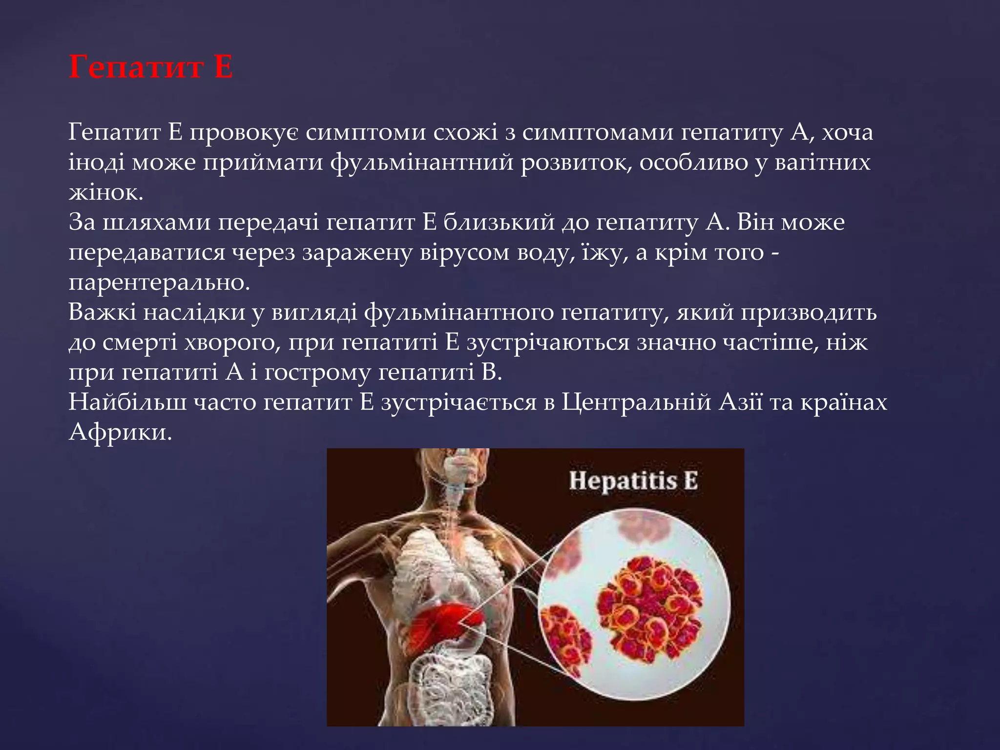 Гепатит Е
Гепатит Е провокує симптоми схожі з симптомами гепатиту А, хоча
іноді може приймати фульмінантний розвиток, особливо у вагітних
жінок.
За шляхами передачі гепатит Е близький до гепатиту А. Він може
передаватися через заражену вірусом воду, їжу, а крім того -
парентерально.
Важкі наслідки у вигляді фульмінантного гепатиту, який призводить
до смерті хворого, при гепатиті Е зустрічаються значно частіше, ніж
при гепатиті А і гострому гепатиті В.
Найбільш часто гепатит Е зустрічається в Центральній Азії та країнах
Африки.
Hepatitis E